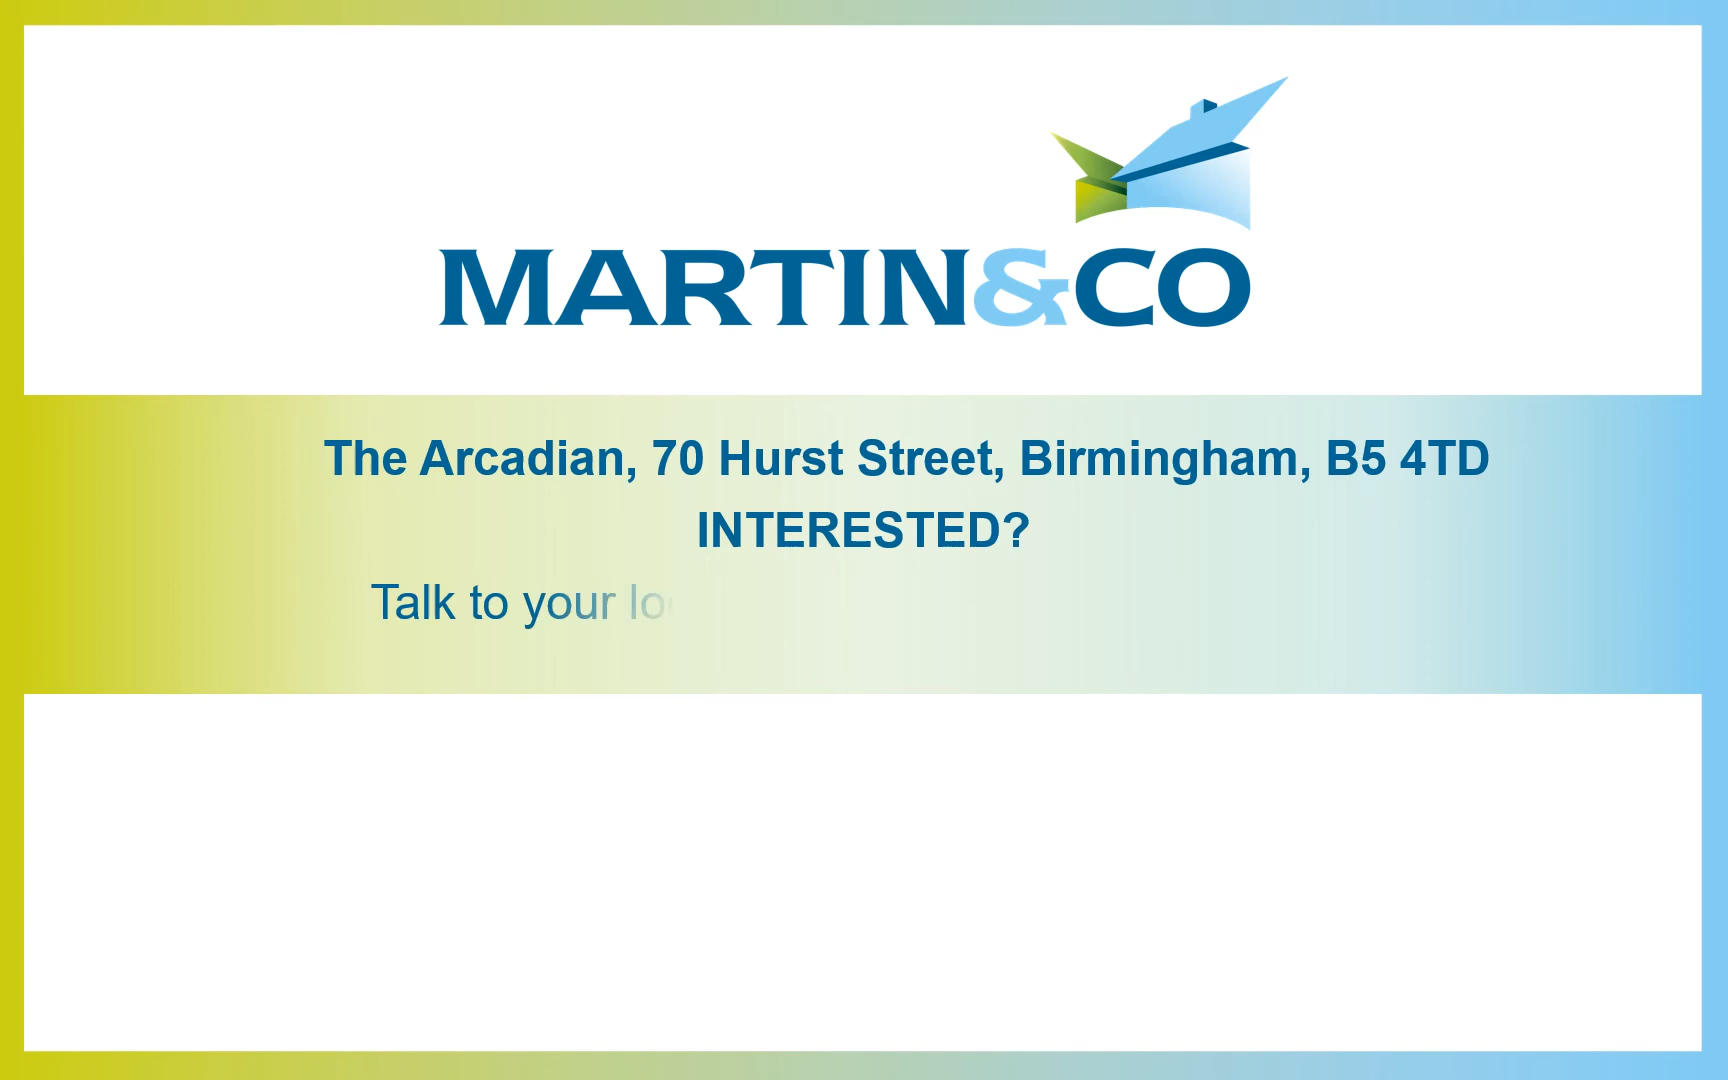 MARTIN&CO
The Arcadian, 70 Hurst Street, Birmingham, B5 4TD
INTERESTED?
Talk to your